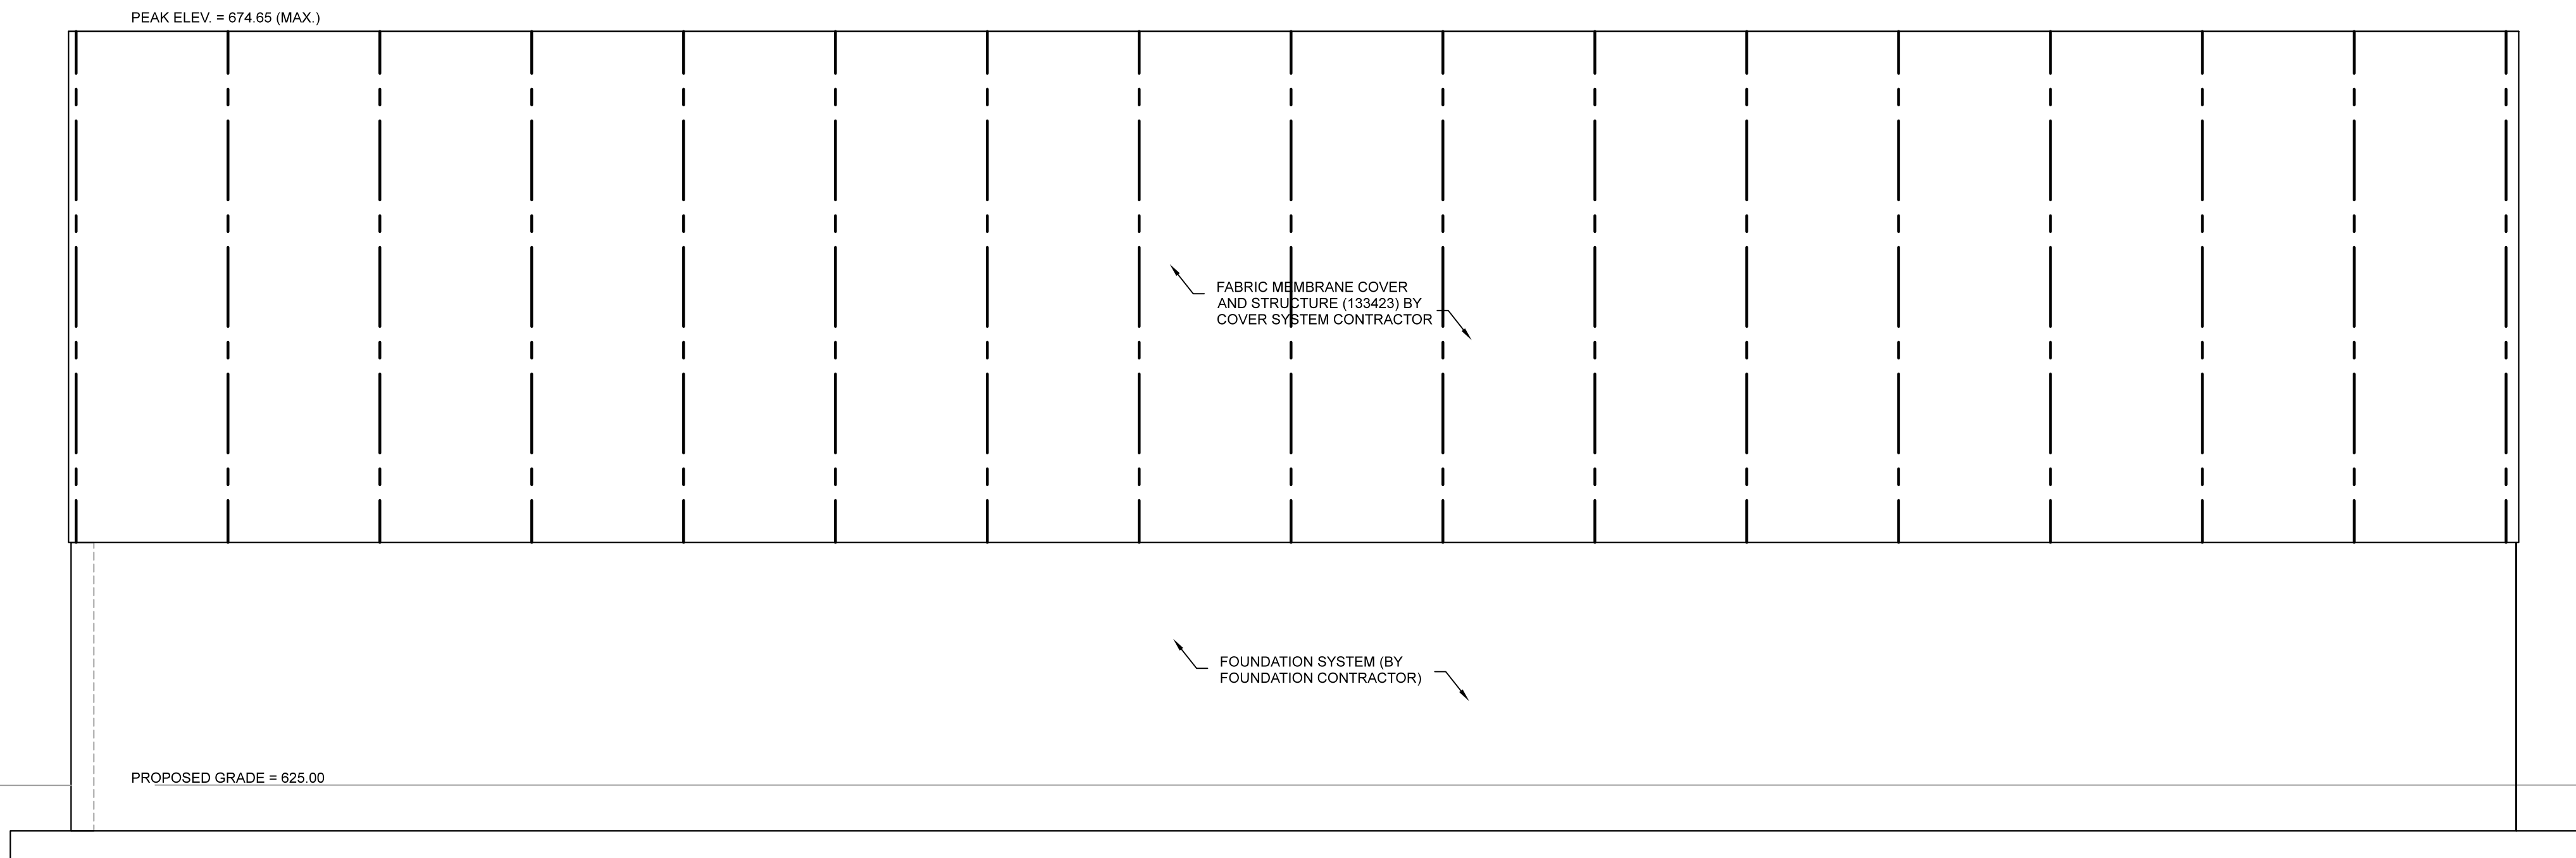 PEAK ELEV. = 674.65 (MAX.)
FABRIC MEMBRANE COVER
AND STRUCTURE (133423) BY
COVER SYSTEM CONTRACTOR
FOUNDATION SYSTEM (BY
FOUNDATION CONTRACTOR)
PROPOSED GRADE = 625.00